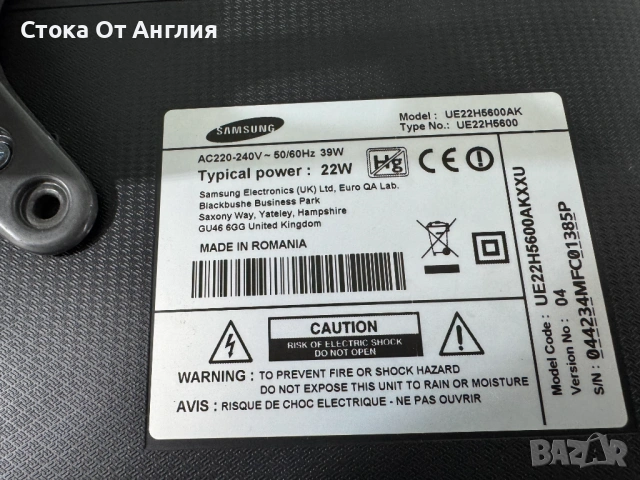 Стока От Англия
SAMSUNG
Model : UE22H5600AK
Type No.: UE22H5600
AC220-240V ~ 50/60Hz 39W
Typical power : 22W
Hg
CE
Samsung Electronics (UK) Ltd, Euro QA Lab.
Blackbushe Business Park
Saxony Way, Yateley, Hampshire
GU46 6GG United Kingdom
MADE IN ROMANIA
CAUTION
RISK OF ELECTRIC SHOCK
DO NOT OPEN
WARNING : TO PREVENT FIRE OR SHOCK HAZARD
DO NOT EXPOSE THIS UNIT TO RAIN OR MOISTURE
AVIS : RISQUE DE CHOC ELECTRIQUE - NE PAS OUVRIR
UE22H5600AKXXU
Model Code :
Version No : 04
S/N : 044234MFC01385P
BAZAR